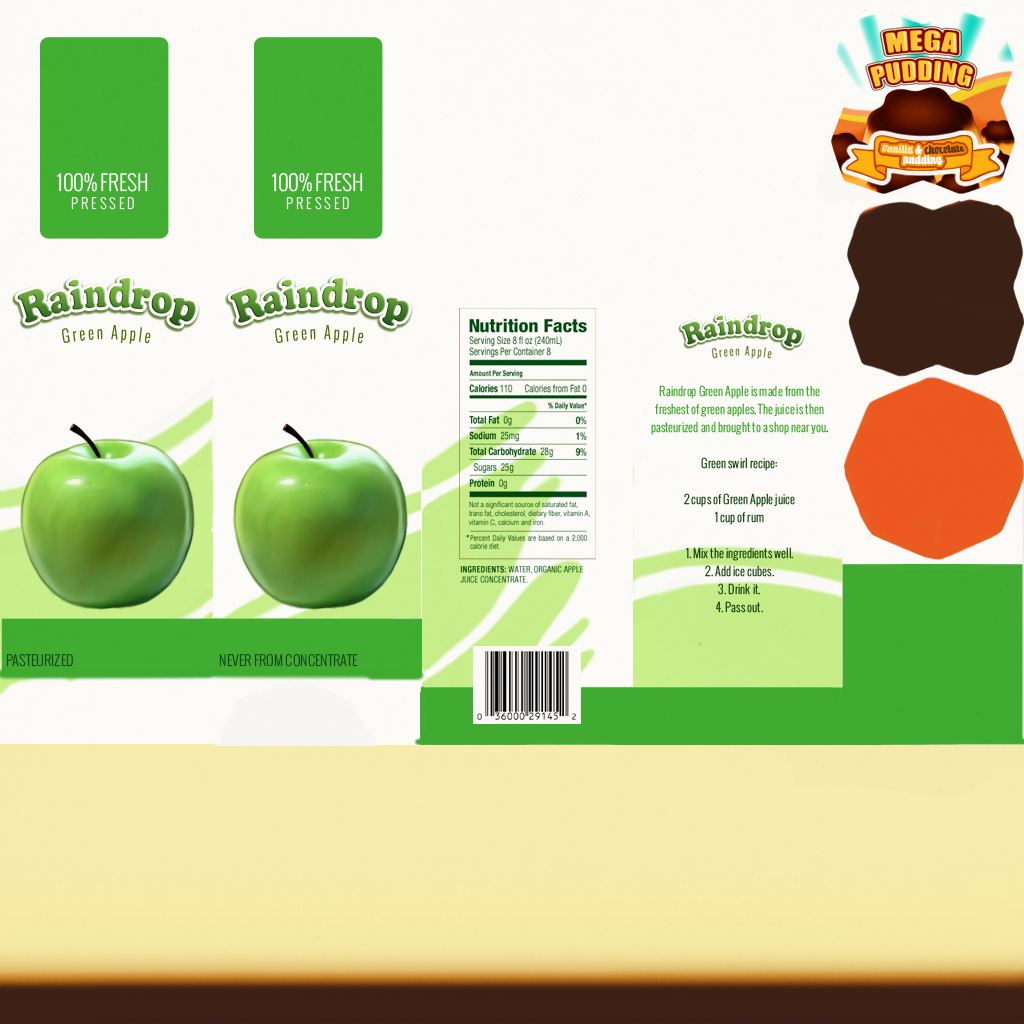 100% FRESH
PRESSED
Raindrop
Green Apple
PASTEURIZED
100% FRESH
PRESSED
Raindrop
Green Apple
NEVER FROM CONCENTRATE
Nutrition Facts
Serving Size 8 fl oz (240mL)
Servings Per Container 8
Amount Per Serving
Calories 110 Calories from Fat 0
% Daily Value*
Total Fat 0g 0%
Sodium 25mg 1%
Total Carbohydrate 28g 9%
Sugars 25g
Protein 0g
Not a significant source of saturated fat,
trans fat, cholesterol, dietary fiber, vitamin A,
vitamin C, calcium and iron.
*Percent Daily Values are based on a 2,000
calorie diet.
INGREDIENTS: WATER, ORGANIC APPLE
JUICE CONCENTRATE.
0 36000 29145 2
Raindrop
Green Apple
Raindrop Green Apple is made from the
freshest of green apples. The juice is then
pasteurized and brought to a shop near you.
Green swirl recipe:
2 cups of Green Apple juice
1 cup of rum
1. Mix the ingredients well.
2. Add ice cubes.
3. Drink it.
4. Pass out.
MEGA
PUDDING
Vanilla & chocolate
pudding